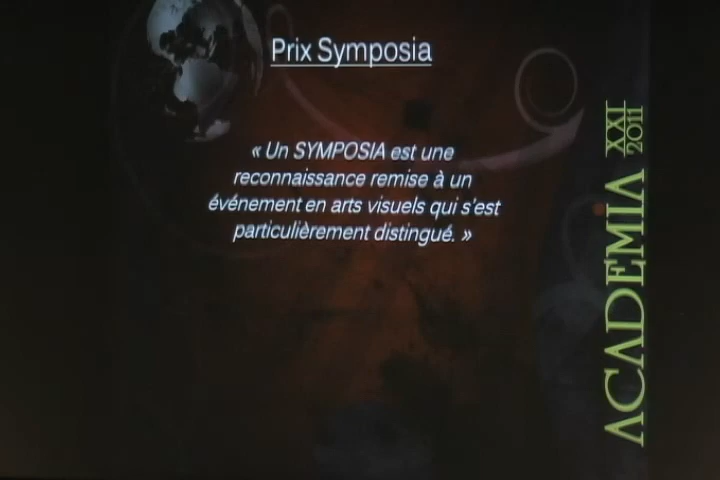 Prix Symposia
« Un SYMPOSIA est une
reconnaissance remise à un
événement en arts visuels qui s'est
particulièrement distingué. »
ACADEMIA XXI
2011